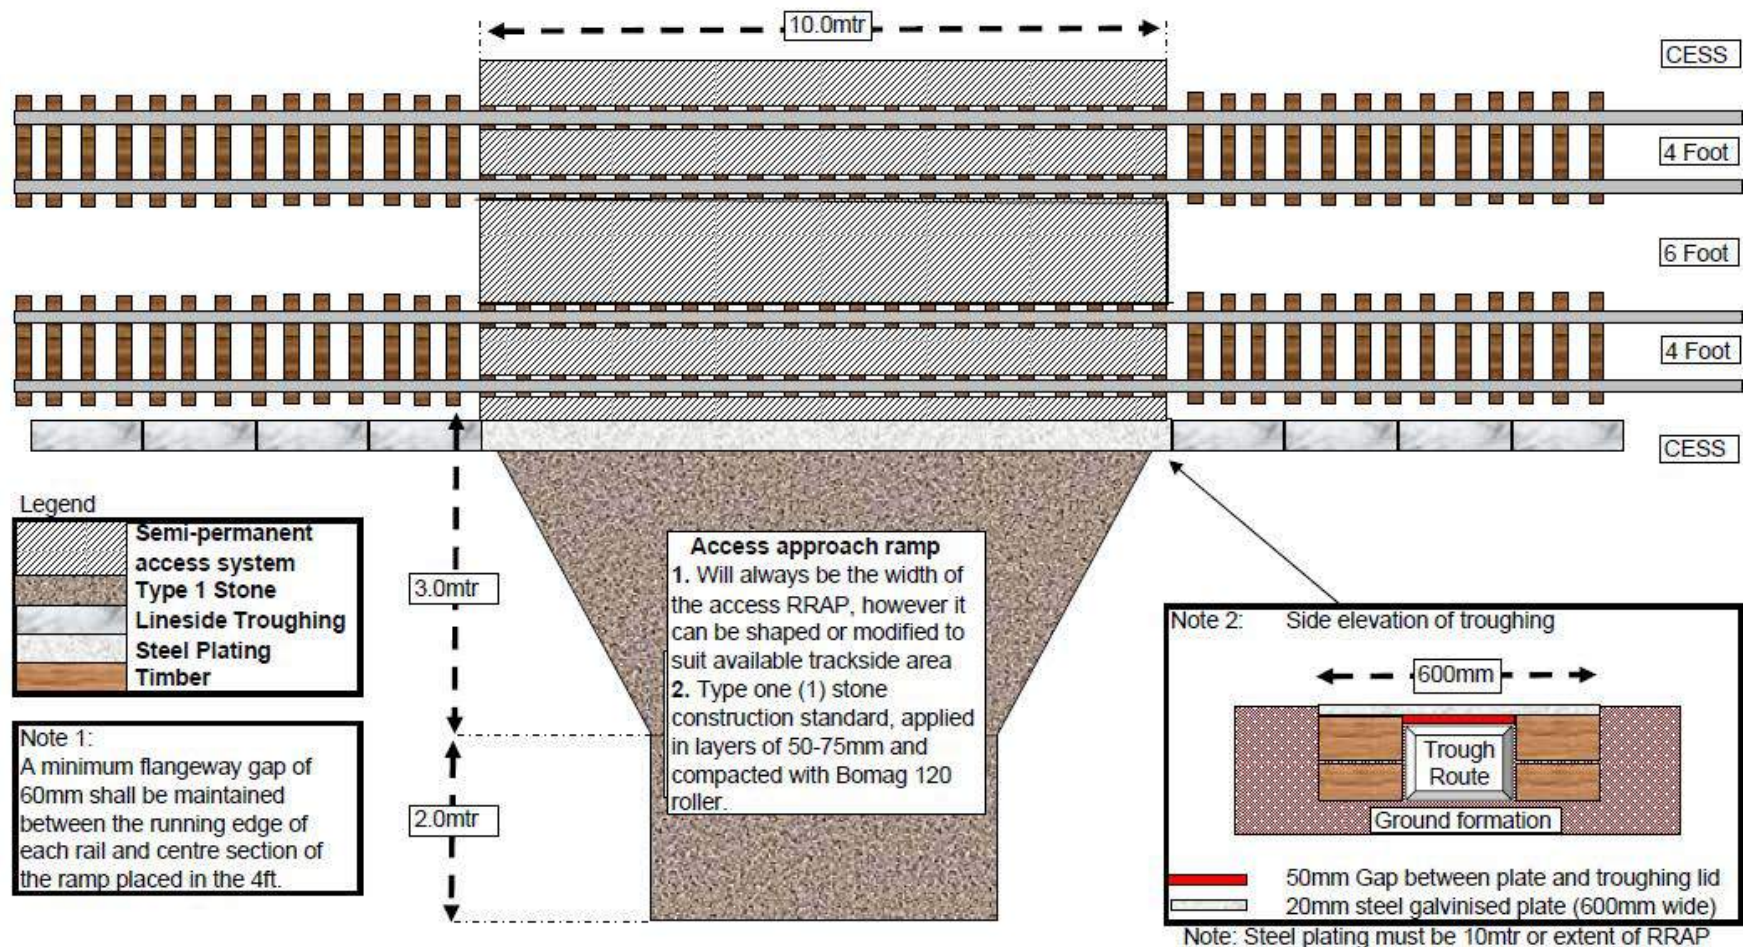 10.0mtr
CESS
4 Foot
6 Foot
4 Foot
CESS
Legend
Semi-permanent
access system
Type 1 Stone
Lineside Troughing
Steel Plating
Timber
3.0mtr
2.0mtr
Note 1:
A minimum flangeway gap of
60mm shall be maintained
between the running edge of
each rail and centre section of
the ramp placed in the 4ft.
Access approach ramp
1. Will always be the width of
the access RRAP, however it
can be shaped or modified to
suit available trackside area
2. Type one (1) stone
construction standard, applied
in layers of 50-75mm and
compacted with Bomag 120
roller.
Note 2: Side elevation of troughing
600mm
Trough
Route
Ground formation
50mm Gap between plate and troughing lid
20mm steel galvinised plate (600mm wide)
Note: Steel plating must be 10mtr or extent of RRAP